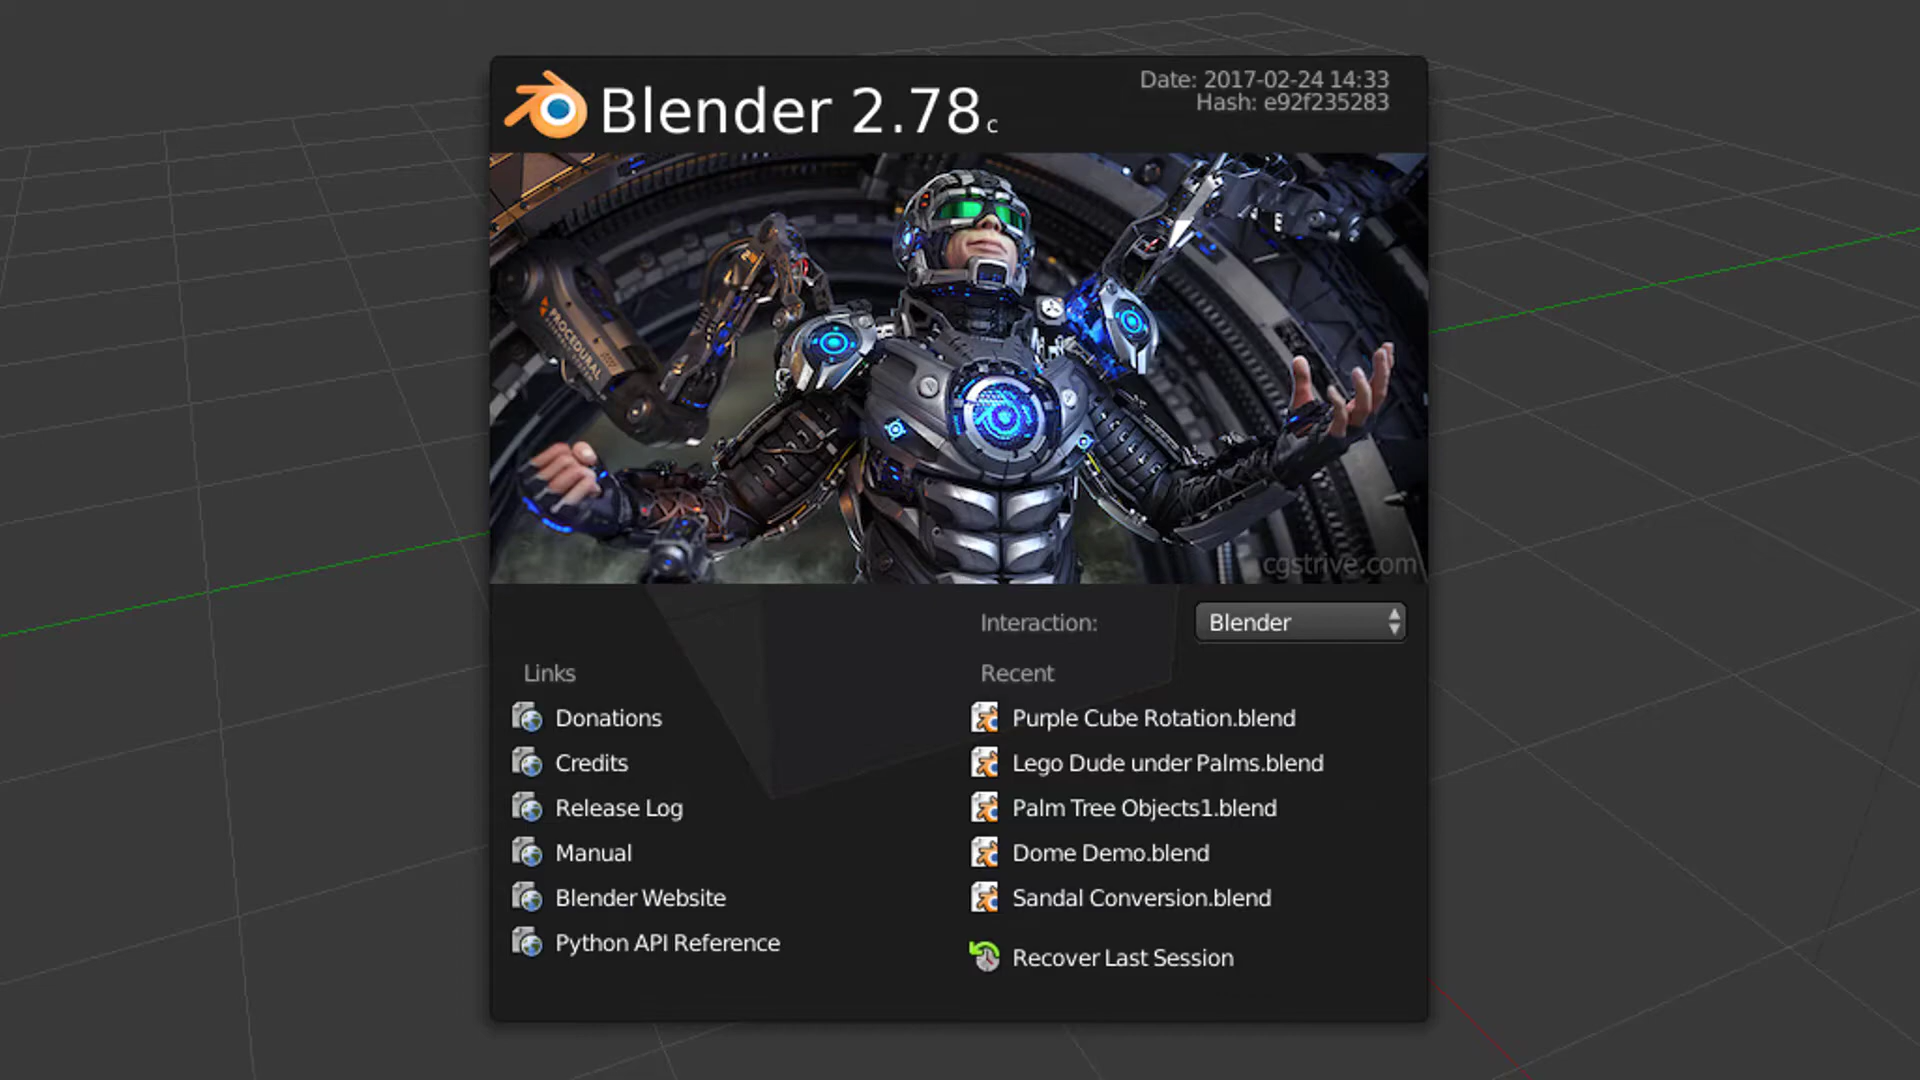 Blender 2.78 c
Date: 2017-02-24 14:33
Hash: e92f235283
PROCEDURAL
cgstrive.com
Interaction:
Blender
Links
Donations
Credits
Release Log
Manual
Blender Website
Python API Reference
Recent
Purple Cube Rotation.blend
Lego Dude under Palms.blend
Palm Tree Objects1.blend
Dome Demo.blend
Sandal Conversion.blend
Recover Last Session